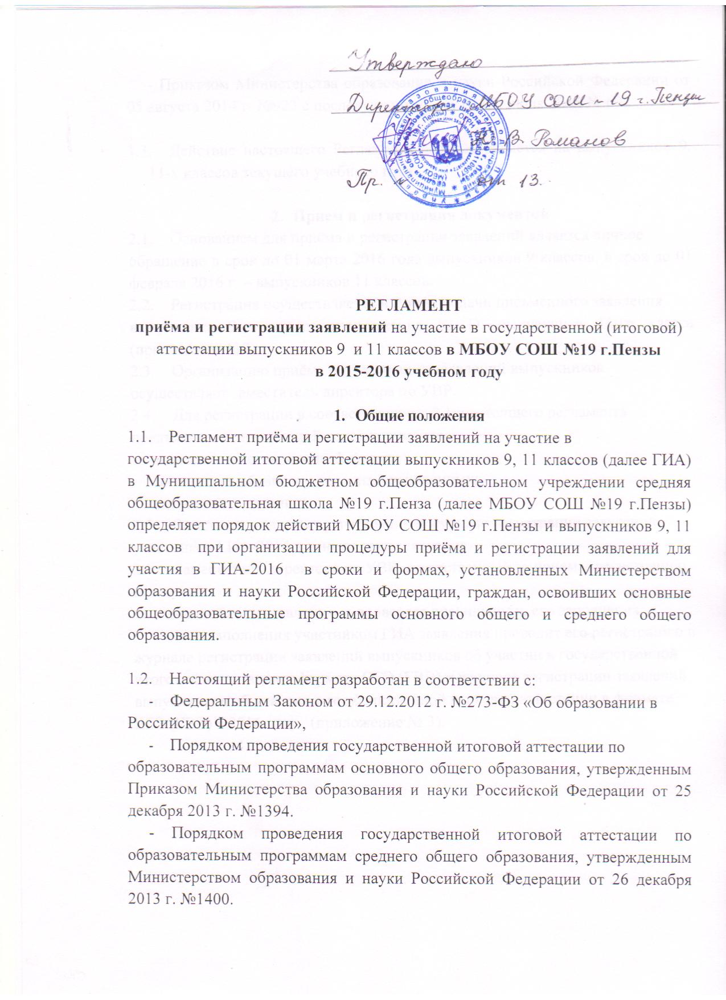 Утверждаю
Директор МБОУ СОШ - 19 г. Пензы
В. Романов
Пр. № от 13.
РЕГЛАМЕНТ
приёма и регистрации заявлений на участие в государственной (итоговой)
аттестации выпускников 9 и 11 классов в МБОУ СОШ №19 г.Пензы
в 2015-2016 учебном году
1. Общие положения
1.1. Регламент приёма и регистрации заявлений на участие в
государственной итоговой аттестации выпускников 9, 11 классов (далее ГИА)
в Муниципальном бюджетном общеобразовательном учреждении средняя
общеобразовательная школа №19 г.Пенза (далее МБОУ СОШ №19 г.Пензы)
определяет порядок действий МБОУ СОШ №19 г.Пензы и выпускников 9, 11
классов при организации процедуры приёма и регистрации заявлений для
участия в ГИА-2016 в сроки и формах, установленных Министерством
образования и науки Российской Федерации, граждан, освоивших основные
общеобразовательные программы основного общего и среднего общего
образования.
1.2. Настоящий регламент разработан в соответствии с:
- Федеральным Законом от 29.12.2012 г. №273-ФЗ «Об образовании в
Российской Федерации»,
- Порядком проведения государственной итоговой аттестации по
образовательным программам основного общего образования, утвержденным
Приказом Министерства образования и науки Российской Федерации от 25
декабря 2013 г. №1394.
- Порядком проведения государственной итоговой аттестации по
образовательным программам среднего общего образования, утвержденным
Министерством образования и науки Российской Федерации от 26 декабря
2013 г. №1400.